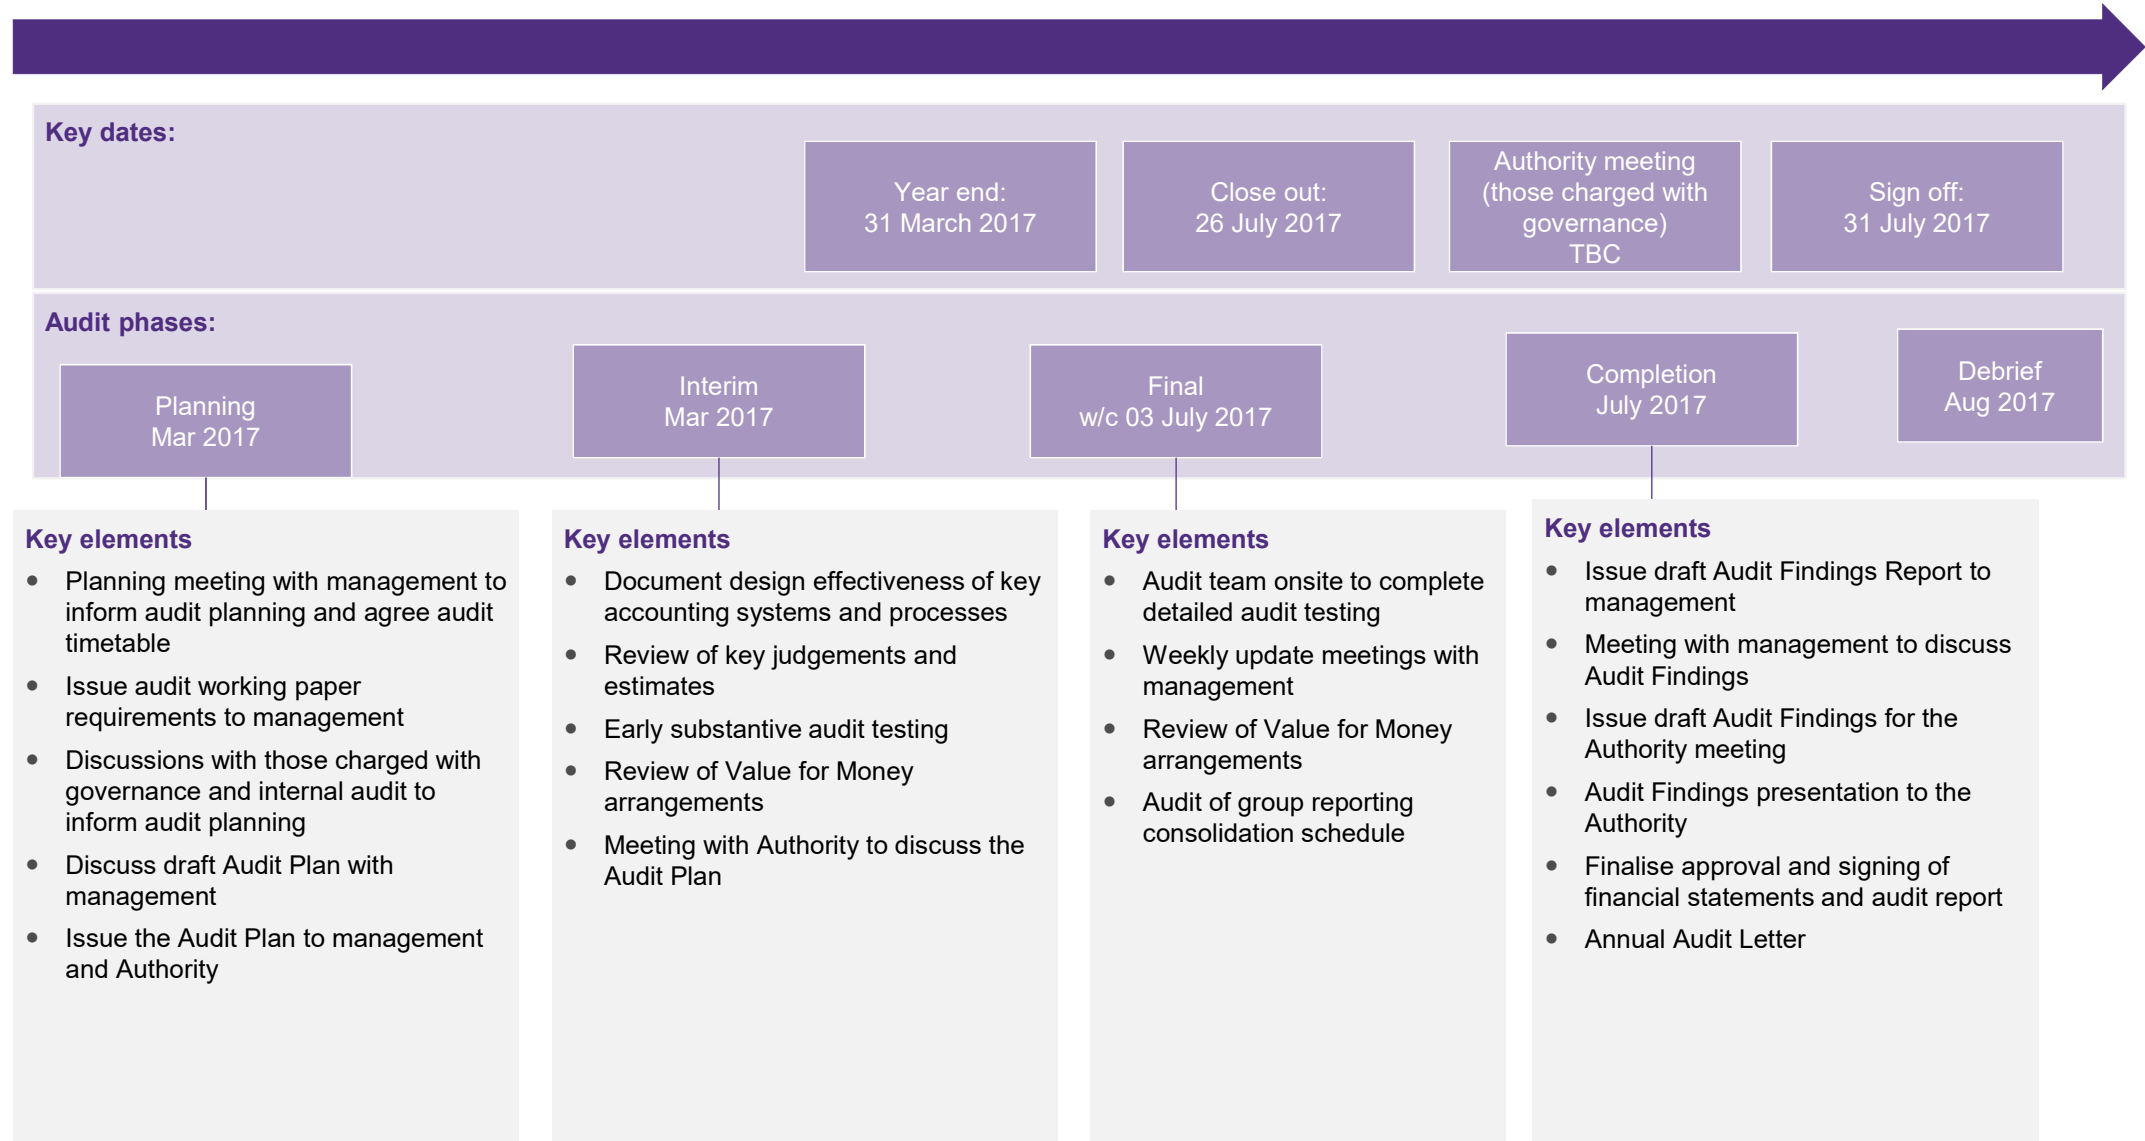 Key dates:
Year end:
31 March 2017
Close out:
26 July 2017
Authority meeting
(those charged with
governance)
TBC
Sign off:
31 July 2017
Audit phases:
Planning
Mar 2017
Interim
Mar 2017
Final
w/c 03 July 2017
Completion
July 2017
Debrief
Aug 2017
Key elements
• Planning meeting with management to
inform audit planning and agree audit
timetable
• Issue audit working paper
requirements to management
• Discussions with those charged with
governance and internal audit to
inform audit planning
• Discuss draft Audit Plan with
management
• Issue the Audit Plan to management
and Authority
Key elements
• Document design effectiveness of key
accounting systems and processes
• Review of key judgements and
estimates
• Early substantive audit testing
• Review of Value for Money
arrangements
• Meeting with Authority to discuss the
Audit Plan
Key elements
• Audit team onsite to complete
detailed audit testing
• Weekly update meetings with
management
• Review of Value for Money
arrangements
• Audit of group reporting
consolidation schedule
Key elements
• Issue draft Audit Findings Report to
management
• Meeting with management to discuss
Audit Findings
• Issue draft Audit Findings for the
Authority meeting
• Audit Findings presentation to the
Authority
• Finalise approval and signing of
financial statements and audit report
• Annual Audit Letter